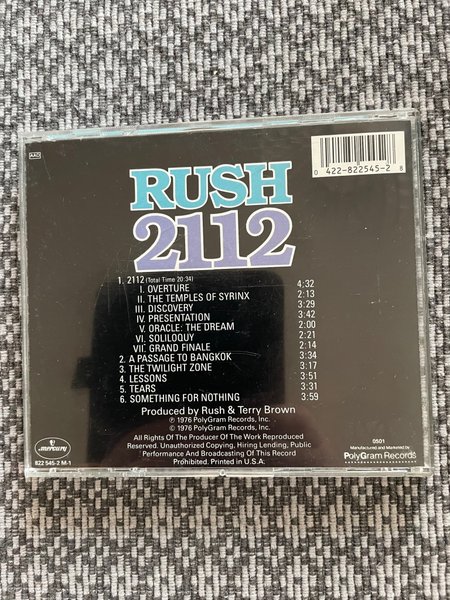 AAD
0 422-822545-2 8
RUSH
2112
1. 2112 (Total Time 20:34)
I. OVERTURE 4:32
II. THE TEMPLES OF SYRINX 2:13
III. DISCOVERY 3:29
IV. PRESENTATION 3:42
V. ORACLE: THE DREAM 2:00
VI. SOLILOQUY 2:21
VII. GRAND FINALE 2:14
2. A PASSAGE TO BANGKOK 3:34
3. THE TWILIGHT ZONE 3:17
4. LESSONS 3:51
5. TEARS 3:31
6. SOMETHING FOR NOTHING 3:59
Produced by Rush & Terry Brown
℗ 1976 PolyGram Records, Inc.
© 1976 PolyGram Records, Inc.
All Rights Of The Producer Of The Work Reproduced
Reserved. Unauthorized Copying, Hiring, Lending, Public
Performance And Broadcasting Of This Record
Prohibited. Printed in U.S.A.
mercury
822 545-2 M-1
0501
Manufactured and Marketed by
PolyGram Records